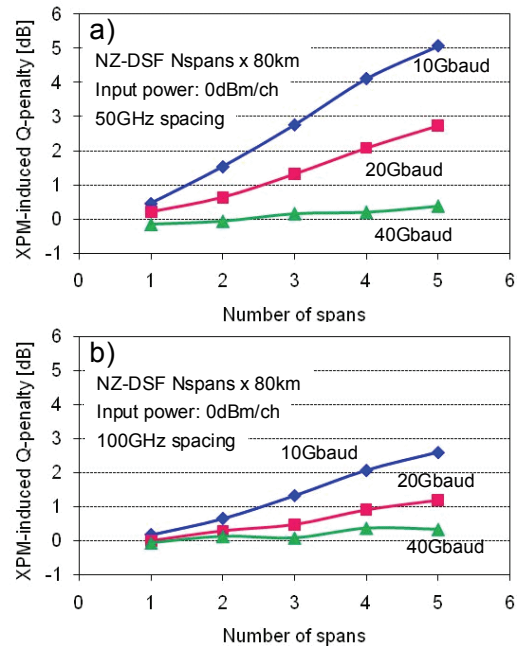 a)
NZ-DSF Nspans x 80km
Input power: 0dBm/ch
50GHz spacing
10Gbaud
20Gbaud
40Gbaud
XPM-induced Q-penalty [dB]
6
5
4
3
2
1
0
-1
0 1 2 3 4 5 6
Number of spans
b)
NZ-DSF Nspans x 80km
Input power: 0dBm/ch
100GHz spacing
10Gbaud
20Gbaud
40Gbaud
XPM-induced Q-penalty [dB]
6
5
4
3
2
1
0
-1
0 1 2 3 4 5 6
Number of spans